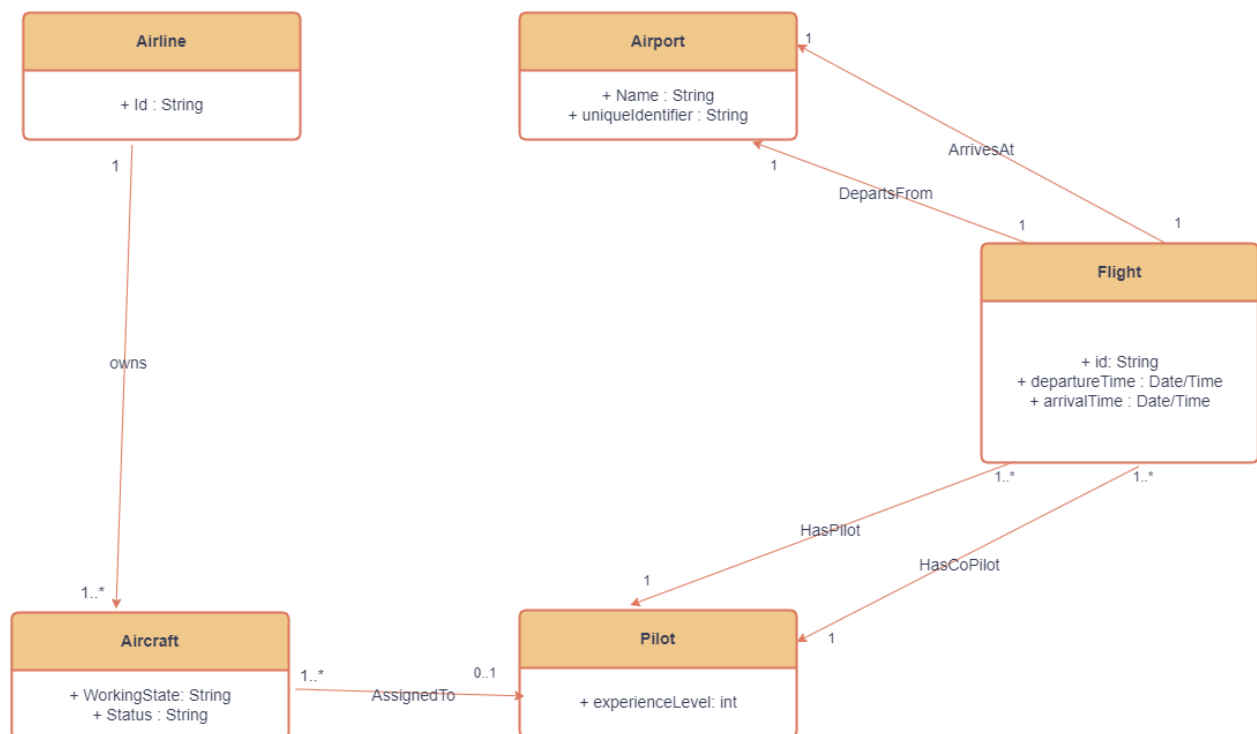 Airline
+ Id : String
1
owns
1..*
Airport
+ Name : String
+ uniqueIdentifier : String
1
1
ArrivesAt
DepartsFrom
1
1
Flight
+ id: String
+ departureTime : Date/Time
+ arrivalTime : Date/Time
1..*
1..*
HasPilot
HasCoPilot
1
1
Aircraft
+ WorkingState: String
+ Status : String
1..*
AssignedTo
0..1
Pilot
+ experienceLevel: int